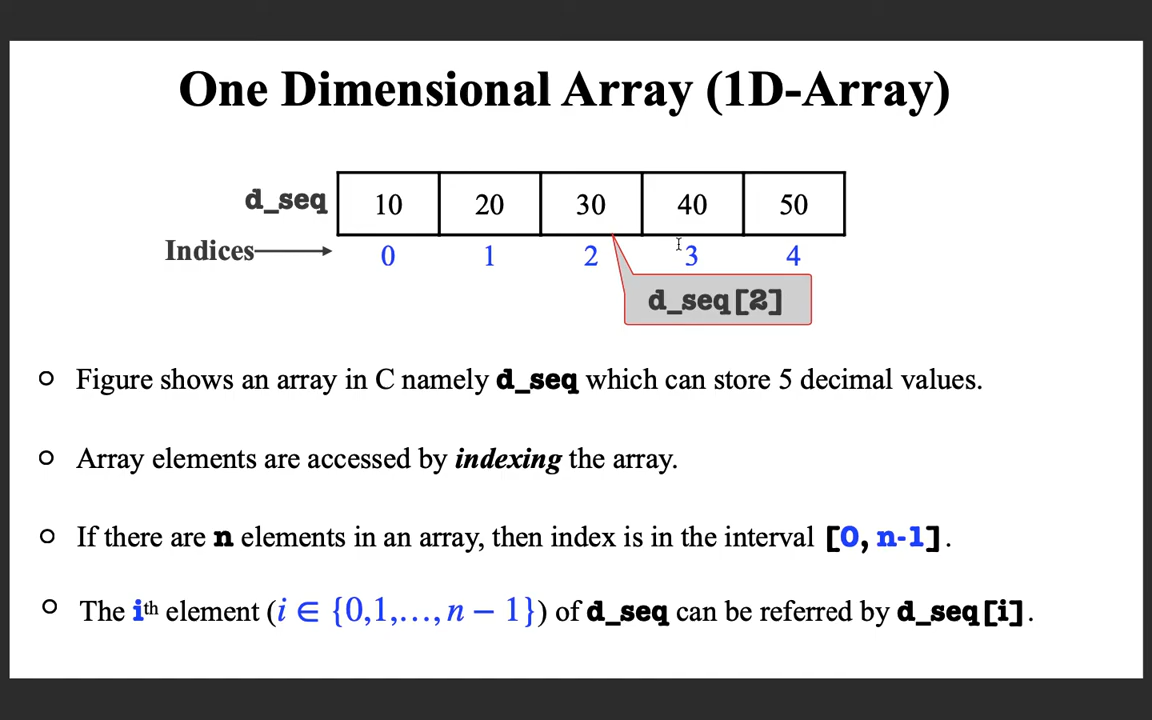 One Dimensional Array (1D-Array)
d_seq 10 20 30 40 50
Indices 0 1 2 3 4
d_seq[2]
Figure shows an array in C namely d_seq which can store 5 decimal values.
Array elements are accessed by indexing the array.
If there are n elements in an array, then index is in the interval [0, n-1].
The ith element (i ∈ {0,1,…, n − 1}) of d_seq can be referred by d_seq[i].